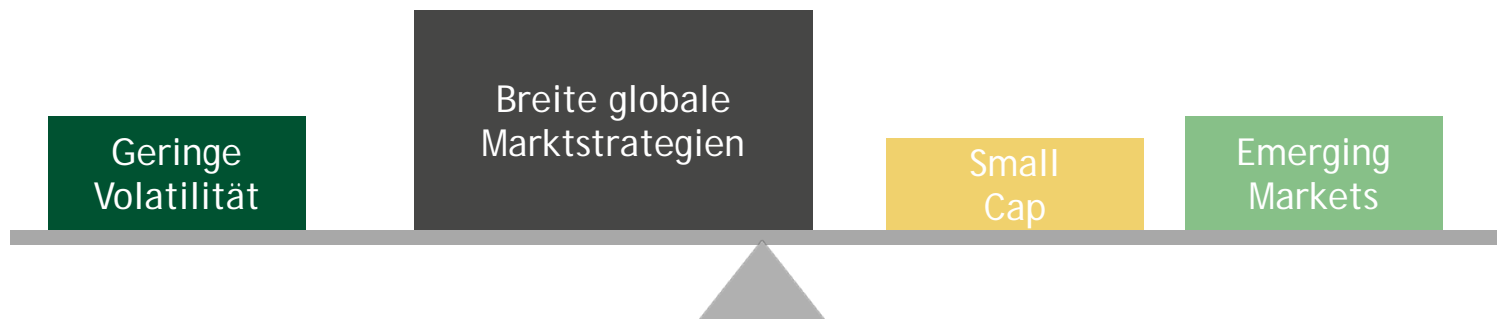 Geringe
Volatilität
Breite globale
Marktstrategien
Small
Cap
Emerging
Markets